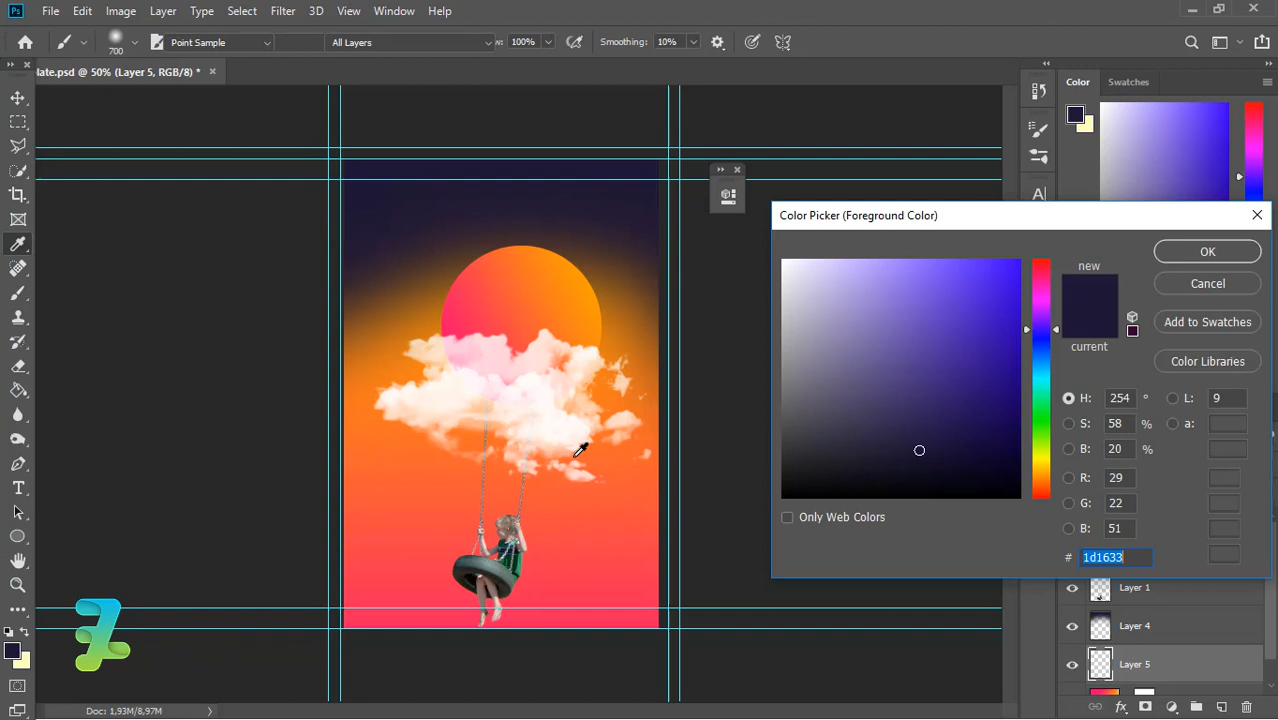 Ps File Edit Image Layer Type Select Filter 3D View Window Help
700 Point Sample All Layers w: 100% Smoothing: 10%
late.psd @ 50% (Layer 5, RGB/8) *
Color Swatches
A
Color Picker (Foreground Color)
new
OK
Cancel
Add to Swatches
current
Color Libraries
H: 254 ° L: 9
S: 58 % a:
B: 20 %
R: 29
G: 22
Only Web Colors
B: 51
# 1d1633
T
Layer 1
Layer 4
Layer 5
Doc: 1,93M/8,97M
fx